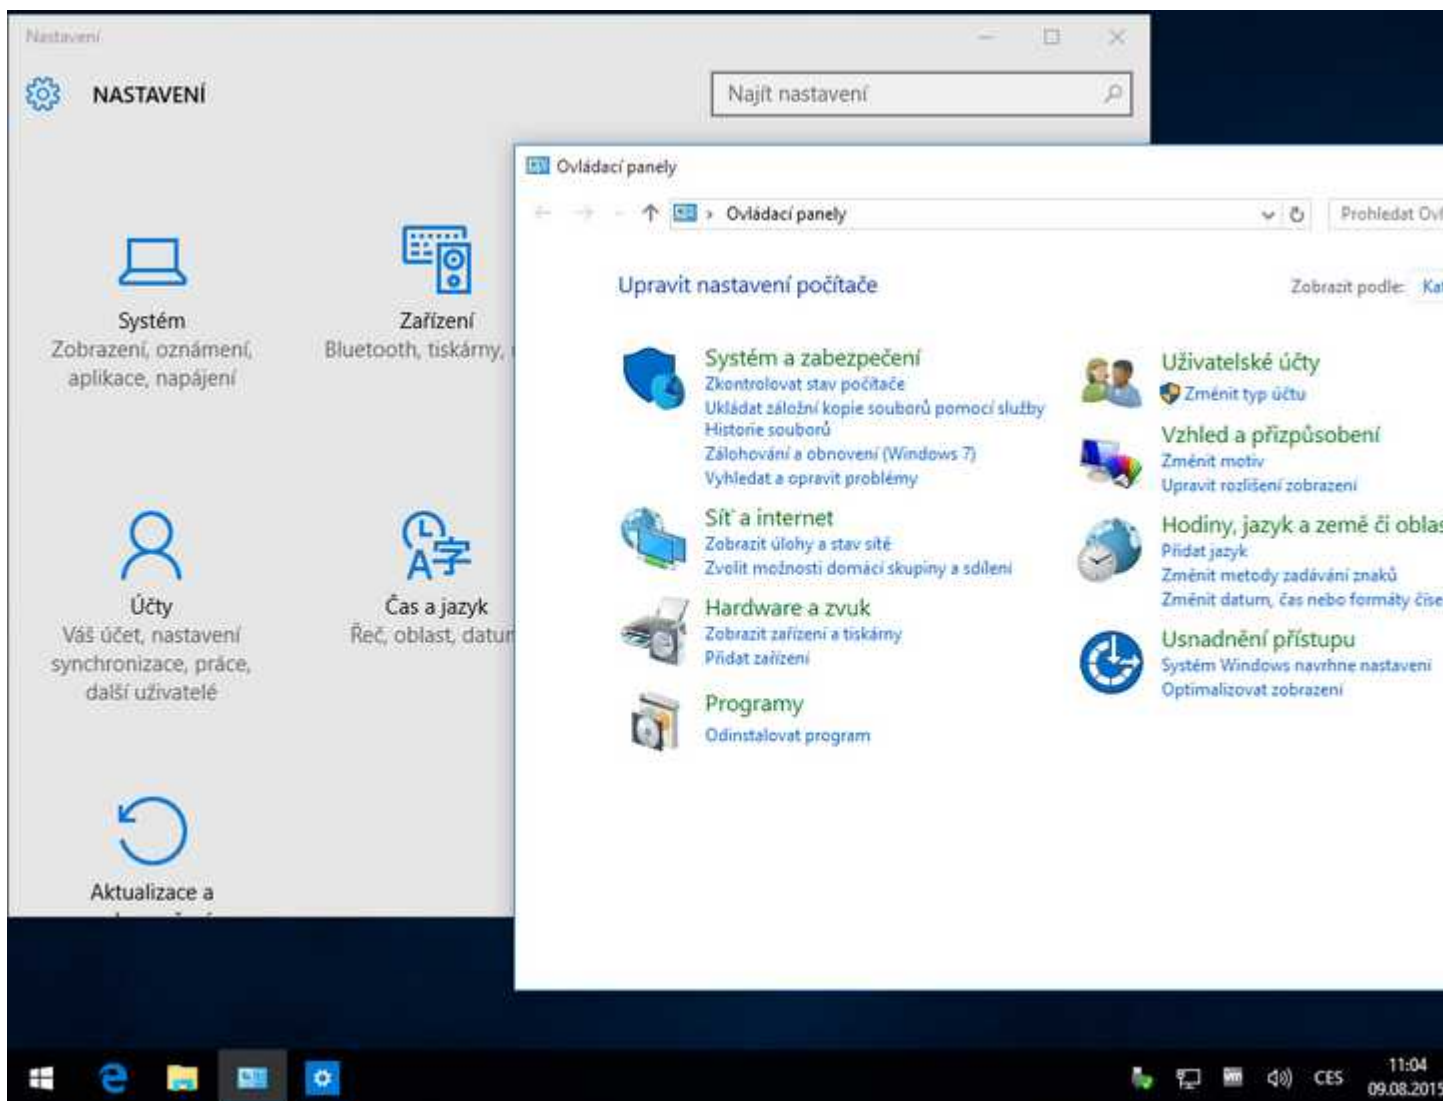 Nastavení
NASTAVENÍ
Najít nastavení
Systém
Zobrazení, oznámení,
aplikace, napájení
Zařízení
Bluetooth, tiskárny,
Účty
Váš účet, nastavení
synchronizace, práce,
další uživatelé
Čas a jazyk
Řeč, oblast, datur
Aktualizace a
Ovládací panely
Ovládací panely
Prohledat Ovl
Upravit nastavení počítače
Zobrazit podle: Kat
Systém a zabezpečení
Zkontrolovat stav počítače
Ukládat záložní kopie souborů pomocí služby
Historie souborů
Zálohování a obnovení (Windows 7)
Vyhledat a opravit problémy
Síť a internet
Zobrazit úlohy a stav sítě
Zvolit možnosti domácí skupiny a sdílení
Hardware a zvuk
Zobrazit zařízení a tiskárny
Přidat zařízení
Programy
Odinstalovat program
Uživatelské účty
Změnit typ účtu
Vzhled a přizpůsobení
Změnit motiv
Upravit rozlišení zobrazení
Hodiny, jazyk a země či oblas
Přidat jazyk
Změnit metody zadávání znaků
Změnit datum, čas nebo formáty číse
Usnadnění přístupu
Systém Windows navrhne nastavení
Optimalizovat zobrazení
CES
11:04
09.08.2015